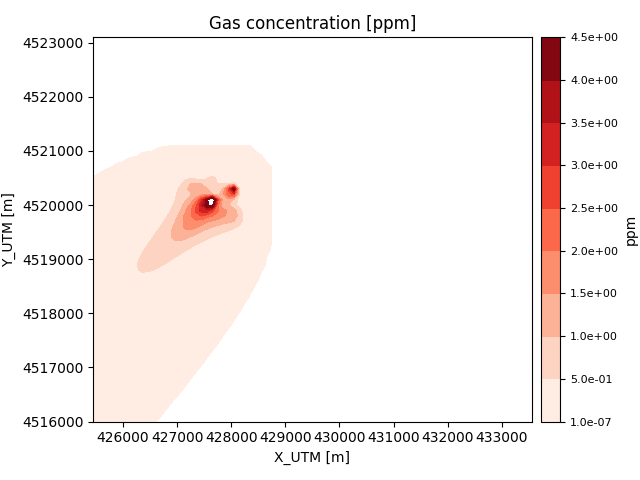 Gas concentration [ppm]
4523000
4522000
4521000
4520000
4519000
4518000
4517000
4516000
Y_UTM [m]
426000 427000 428000 429000 430000 431000 432000 433000
X_UTM [m]
4.5e+00
4.0e+00
3.5e+00
3.0e+00
2.5e+00
2.0e+00
1.5e+00
1.0e+00
5.0e-01
1.0e-07
ppm